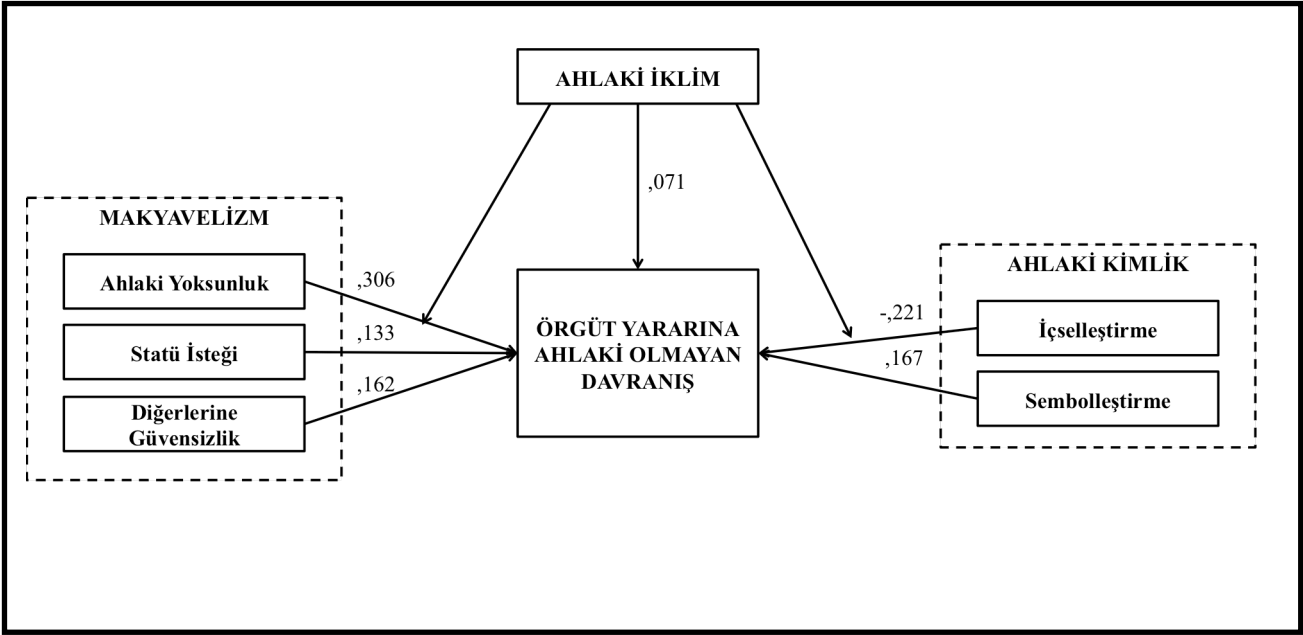 AHLAKİ İKLİM
,071
MAKYAVELİZM
Ahlaki Yoksunluk
,306
Statü İsteği
,133
Diğerlerine
Güvensizlik
,162
ÖRGÜT YARARINA
AHLAKİ OLMAYAN
DAVRANIŞ
AHLAKİ KİMLİK
-,221
İçselleştirme
,167
Sembolleştirme